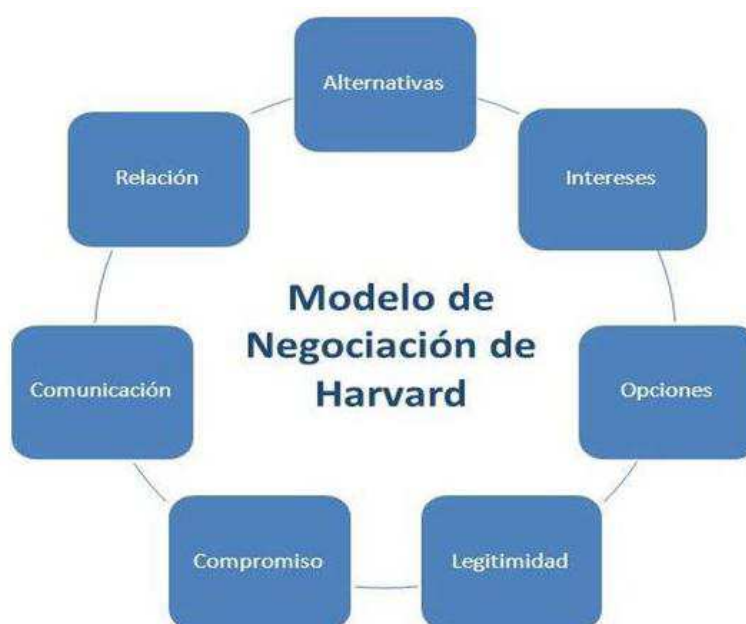 Alternativas
Intereses
Opciones
Legitimidad
Compromiso
Comunicación
Relación
Modelo de
Negociación de
Harvard